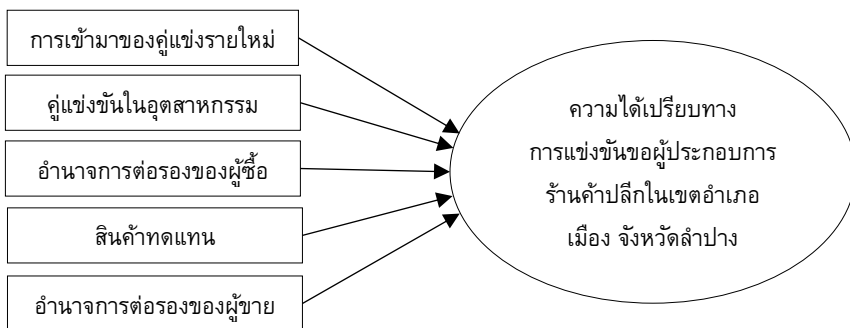 การเข้ามาของคู่แข่งรายใหม่
คู่แข่งขันในอุตสาหกรรม
อำนาจการต่อรองของผู้ซื้อ
สินค้าทดแทน
อำนาจการต่อรองของผู้ขาย
ความได้เปรียบทาง
การแข่งขันขอผู้ประกอบการ
ร้านค้าปลีกในเขตอำเภอ
เมือง จังหวัดลำปาง